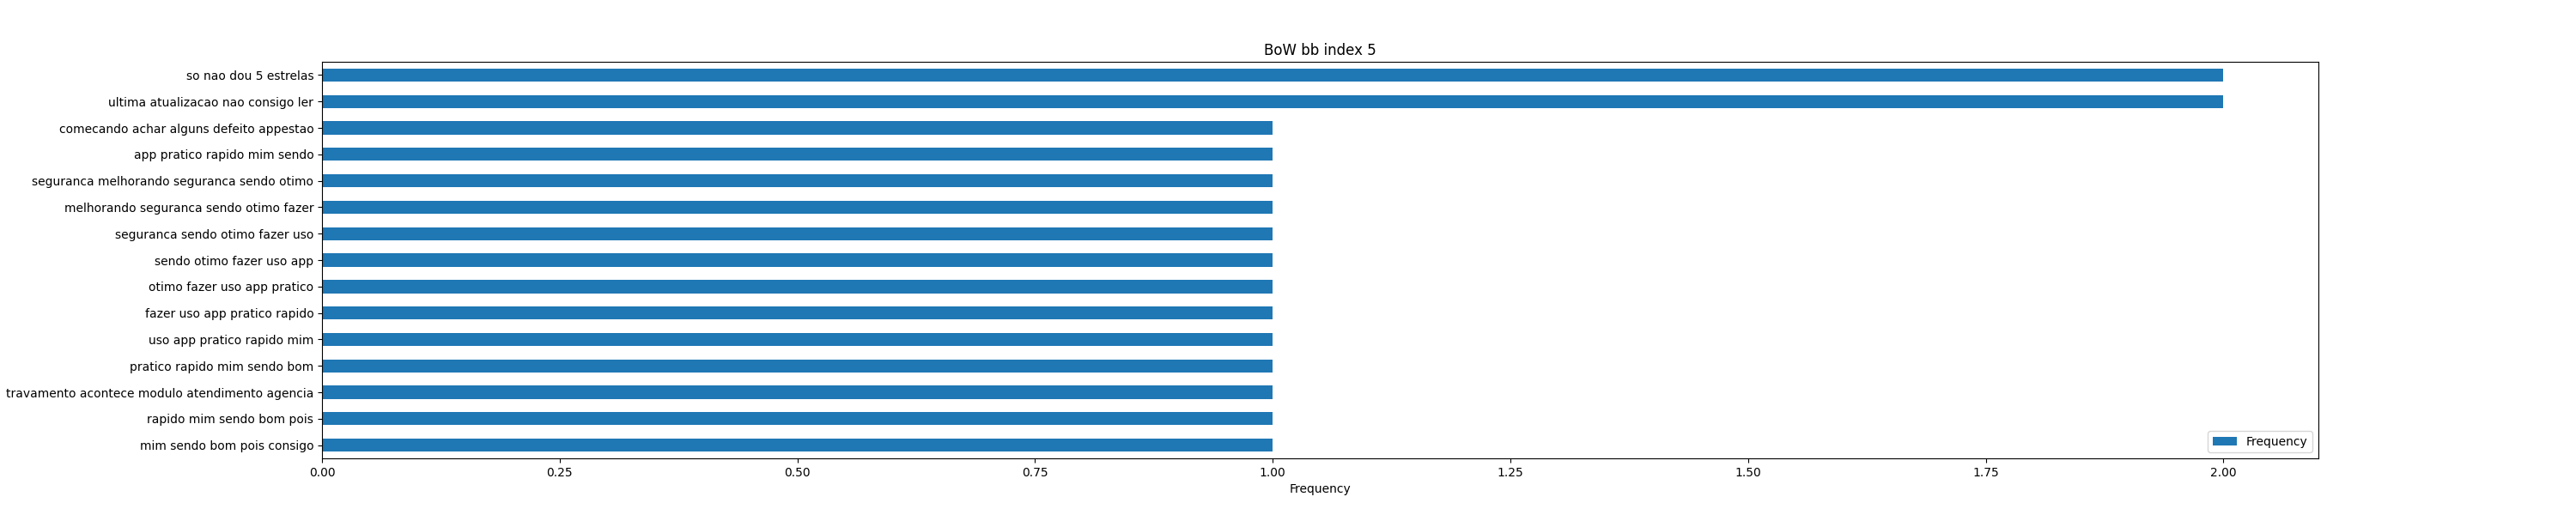 BoW bb index 5
so nao dou 5 estrelas
ultima atualizacao nao consigo ler
comecando achar alguns defeito appestao
app pratico rapido mim sendo
seguranca melhorando seguranca sendo otimo
melhorando seguranca sendo otimo fazer
seguranca sendo otimo fazer uso
sendo otimo fazer uso app
otimo fazer uso app pratico
fazer uso app pratico rapido
uso app pratico rapido mim
pratico rapido mim sendo bom
travamento acontece modulo atendimento agencia
rapido mim sendo bom pois
mim sendo bom pois consigo
Frequency
0.00 0.25 0.50 0.75 1.00 1.25 1.50 1.75 2.00
Frequency